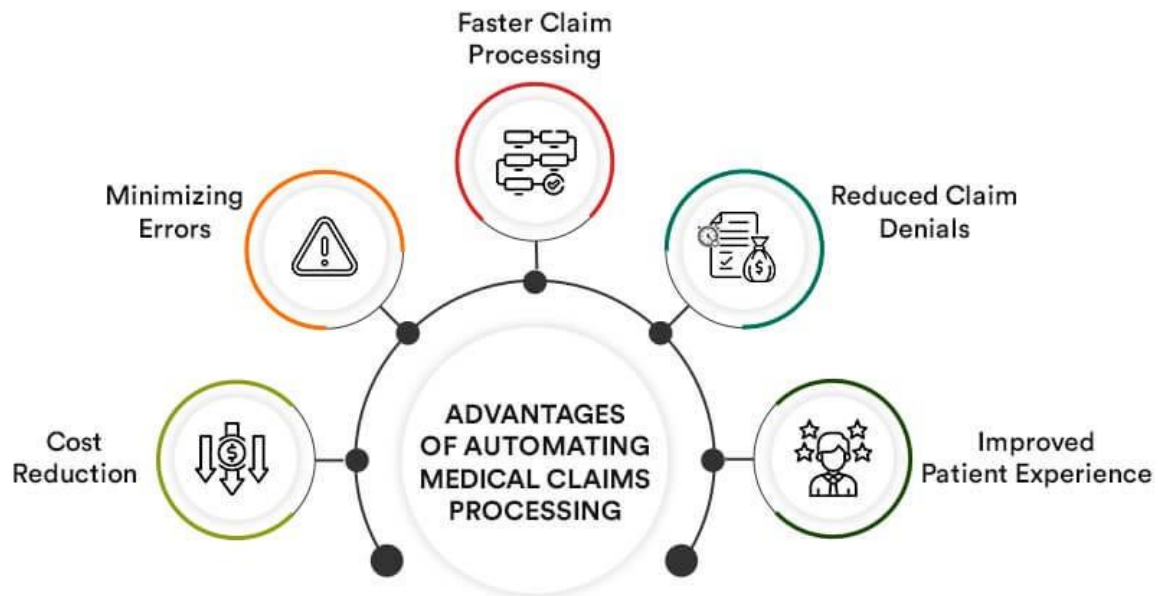 Faster Claim
Processing
Minimizing
Errors
Reduced Claim
Denials
Cost
Reduction
ADVANTAGES
OF AUTOMATING
MEDICAL CLAIMS
PROCESSING
Improved
Patient Experience
$
$